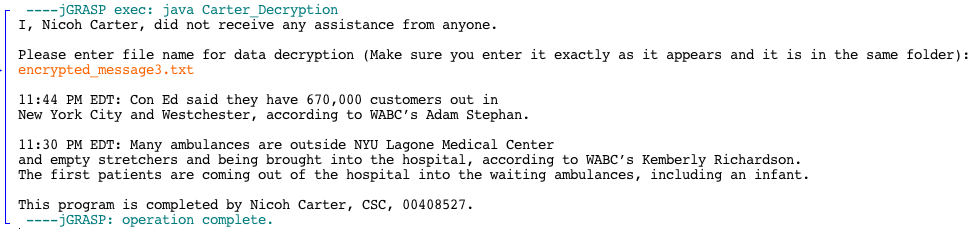 ----jGRASP exec: java Carter_Decryption
I, Nicoh Carter, did not receive any assistance from anyone.
Please enter file name for data decryption (Make sure you enter it exactly as it appears and it is in the same folder):
encrypted_message3.txt
11:44 PM EDT: Con Ed said they have 670,000 customers out in
New York City and Westchester, according to WABC’s Adam Stephan.
11:30 PM EDT: Many ambulances are outside NYU Lagone Medical Center
and empty stretchers and being brought into the hospital, according to WABC’s Kemberly Richardson.
The first patients are coming out of the hospital into the waiting ambulances, including an infant.
This program is completed by Nicoh Carter, CSC, 00408527.
----jGRASP: operation complete.